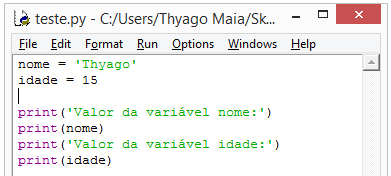 teste.py - C:/Users/Thyago Maia/Sk
File Edit Format Run Options Windows Help
nome = 'Thyago'
idade = 15
print('Valor da variável nome:')
print(nome)
print('Valor da variável idade:')
print(idade)